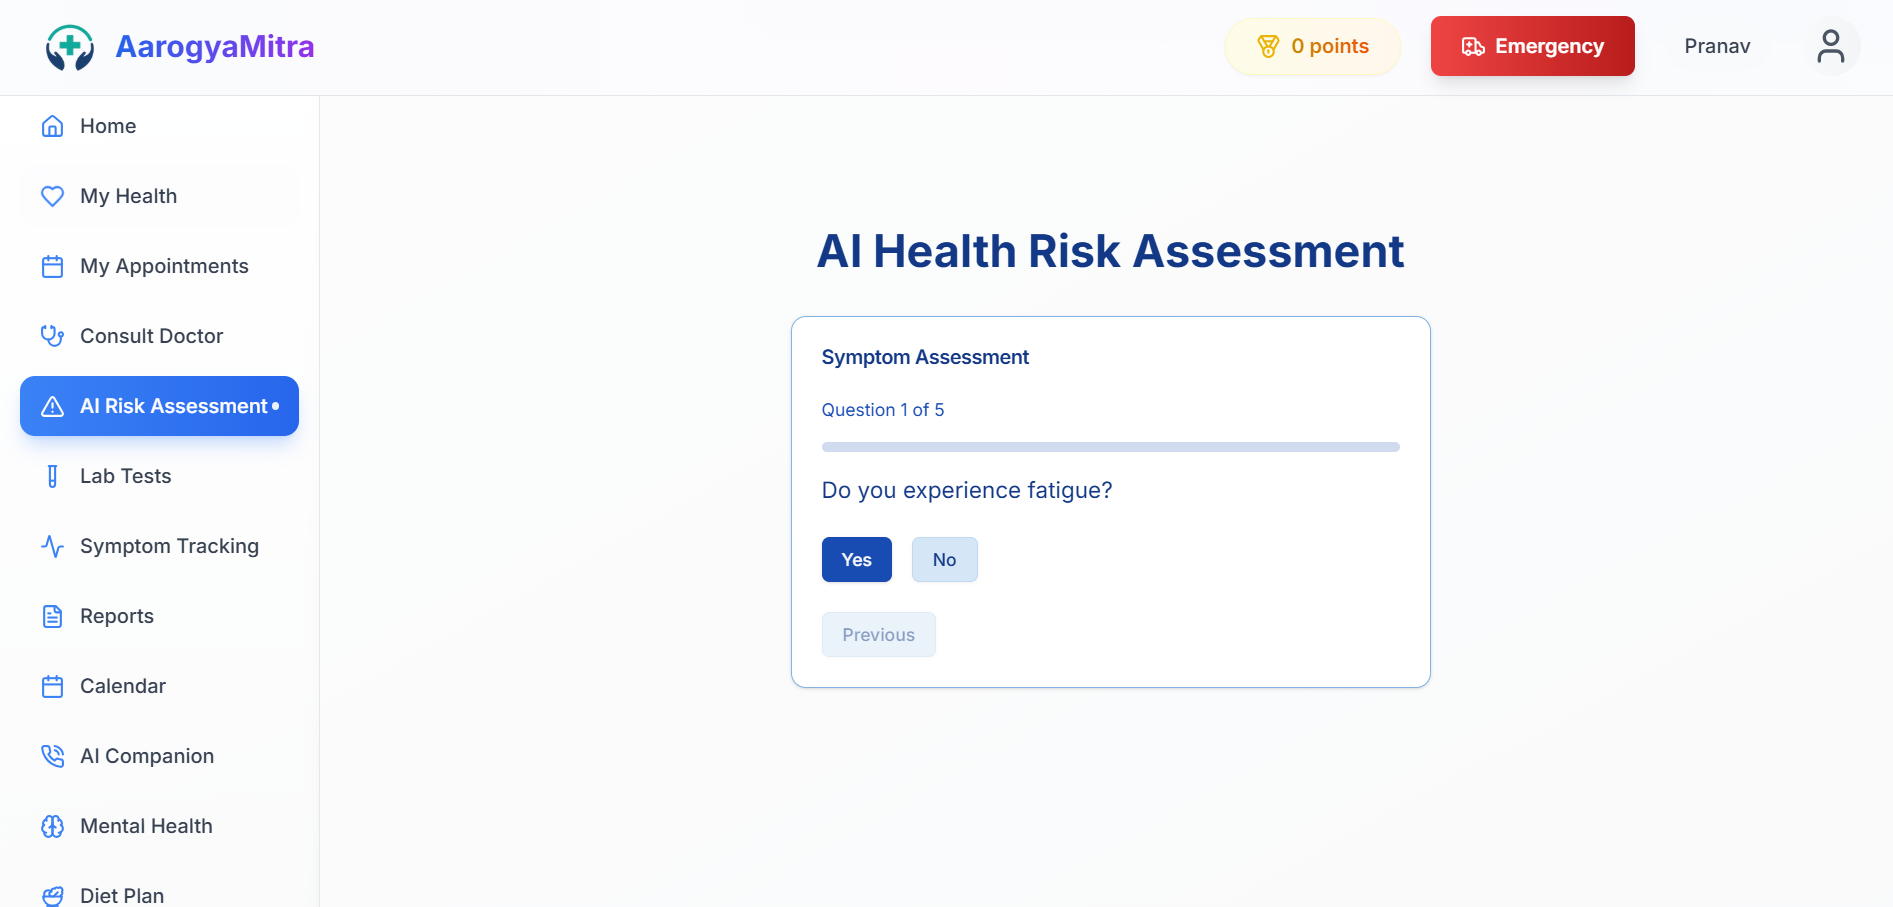 AarogyaMitra
0 points
Emergency
Pranav
Home
My Health
My Appointments
Consult Doctor
AI Risk Assessment
Lab Tests
Symptom Tracking
Reports
Calendar
AI Companion
Mental Health
Diet Plan
AI Health Risk Assessment
Symptom Assessment
Question 1 of 5
Do you experience fatigue?
Yes No
Previous